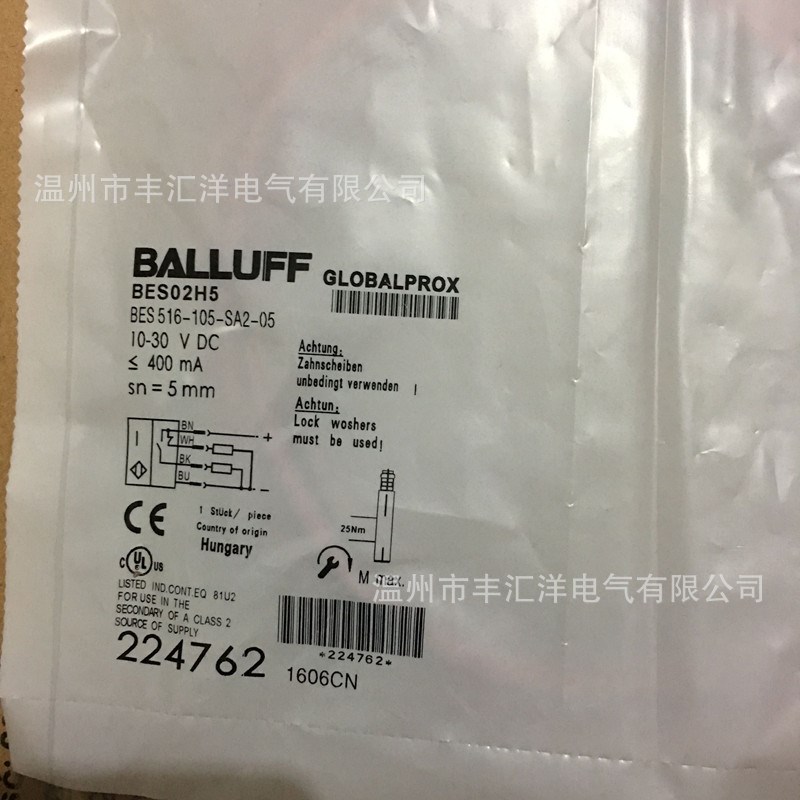 温州市丰汇洋电气有限公司
BALLUFF GLOBALPROX
BES02H5
BES 516-105-SA2-05
10-30 V DC
≤ 400 mA
sn = 5 mm
Achtung:
Zahnscheiben
unbedingt verwenden !
Achtun:
Lock woshers
must be used!
BN
WH
BK
BU
+
-
CE
1 Stück/ piece
Country of origin
Hungary
25Nm
M max.
温州市丰汇洋电气有限公司
C UL US
LISTED IND.CONT.EQ 81U2
FOR USE IN THE
SECONDARY OF A CLASS 2
SOURCE OF SUPPLY
224762
*224762*
1606CN